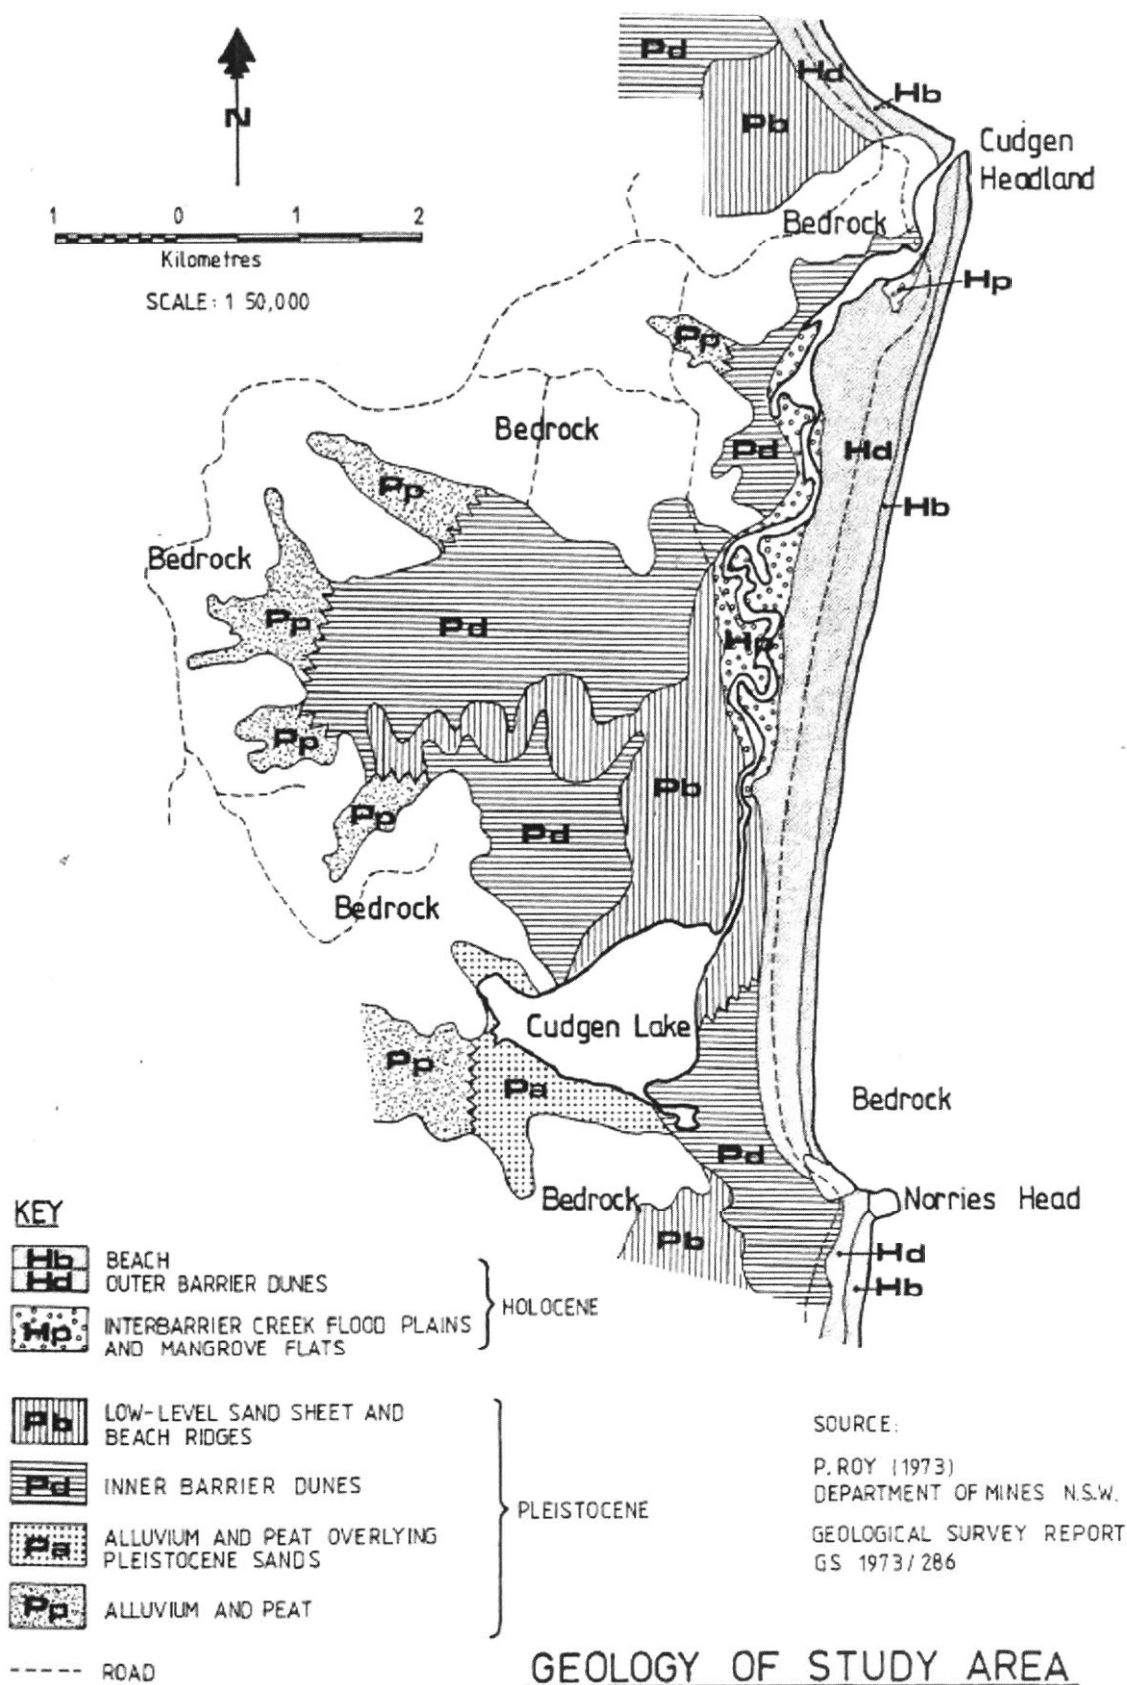 Pd
Hd
Hb
Pb
Cudgen
Headland
N
1 0 1 2
Kilometres
SCALE: 1 50,000
Bedrock
Hp
Pp
Bedrock
Pd
Hd
Pp
Hb
Bedrock
Pp
Pd
Hp
Pp
Pb
Pp
Pd
Bedrock
Cudgen Lake
Pp
Pa
Bedrock
Pd
Bedrock
Norries Head
Pb
Hd
Hb
KEY
Hb BEACH
Hd OUTER BARRIER DUNES
HOLOCENE
Hp INTERBARRIER CREEK FLOOD PLAINS
AND MANGROVE FLATS
Pb LOW-LEVEL SAND SHEET AND
BEACH RIDGES
Pd INNER BARRIER DUNES
PLEISTOCENE
Pa ALLUVIUM AND PEAT OVERLYING
PLEISTOCENE SANDS
Pp ALLUVIUM AND PEAT
ROAD
SOURCE:
P. ROY (1973)
DEPARTMENT OF MINES N.S.W.
GEOLOGICAL SURVEY REPORT
GS 1973/286
GEOLOGY OF STUDY AREA